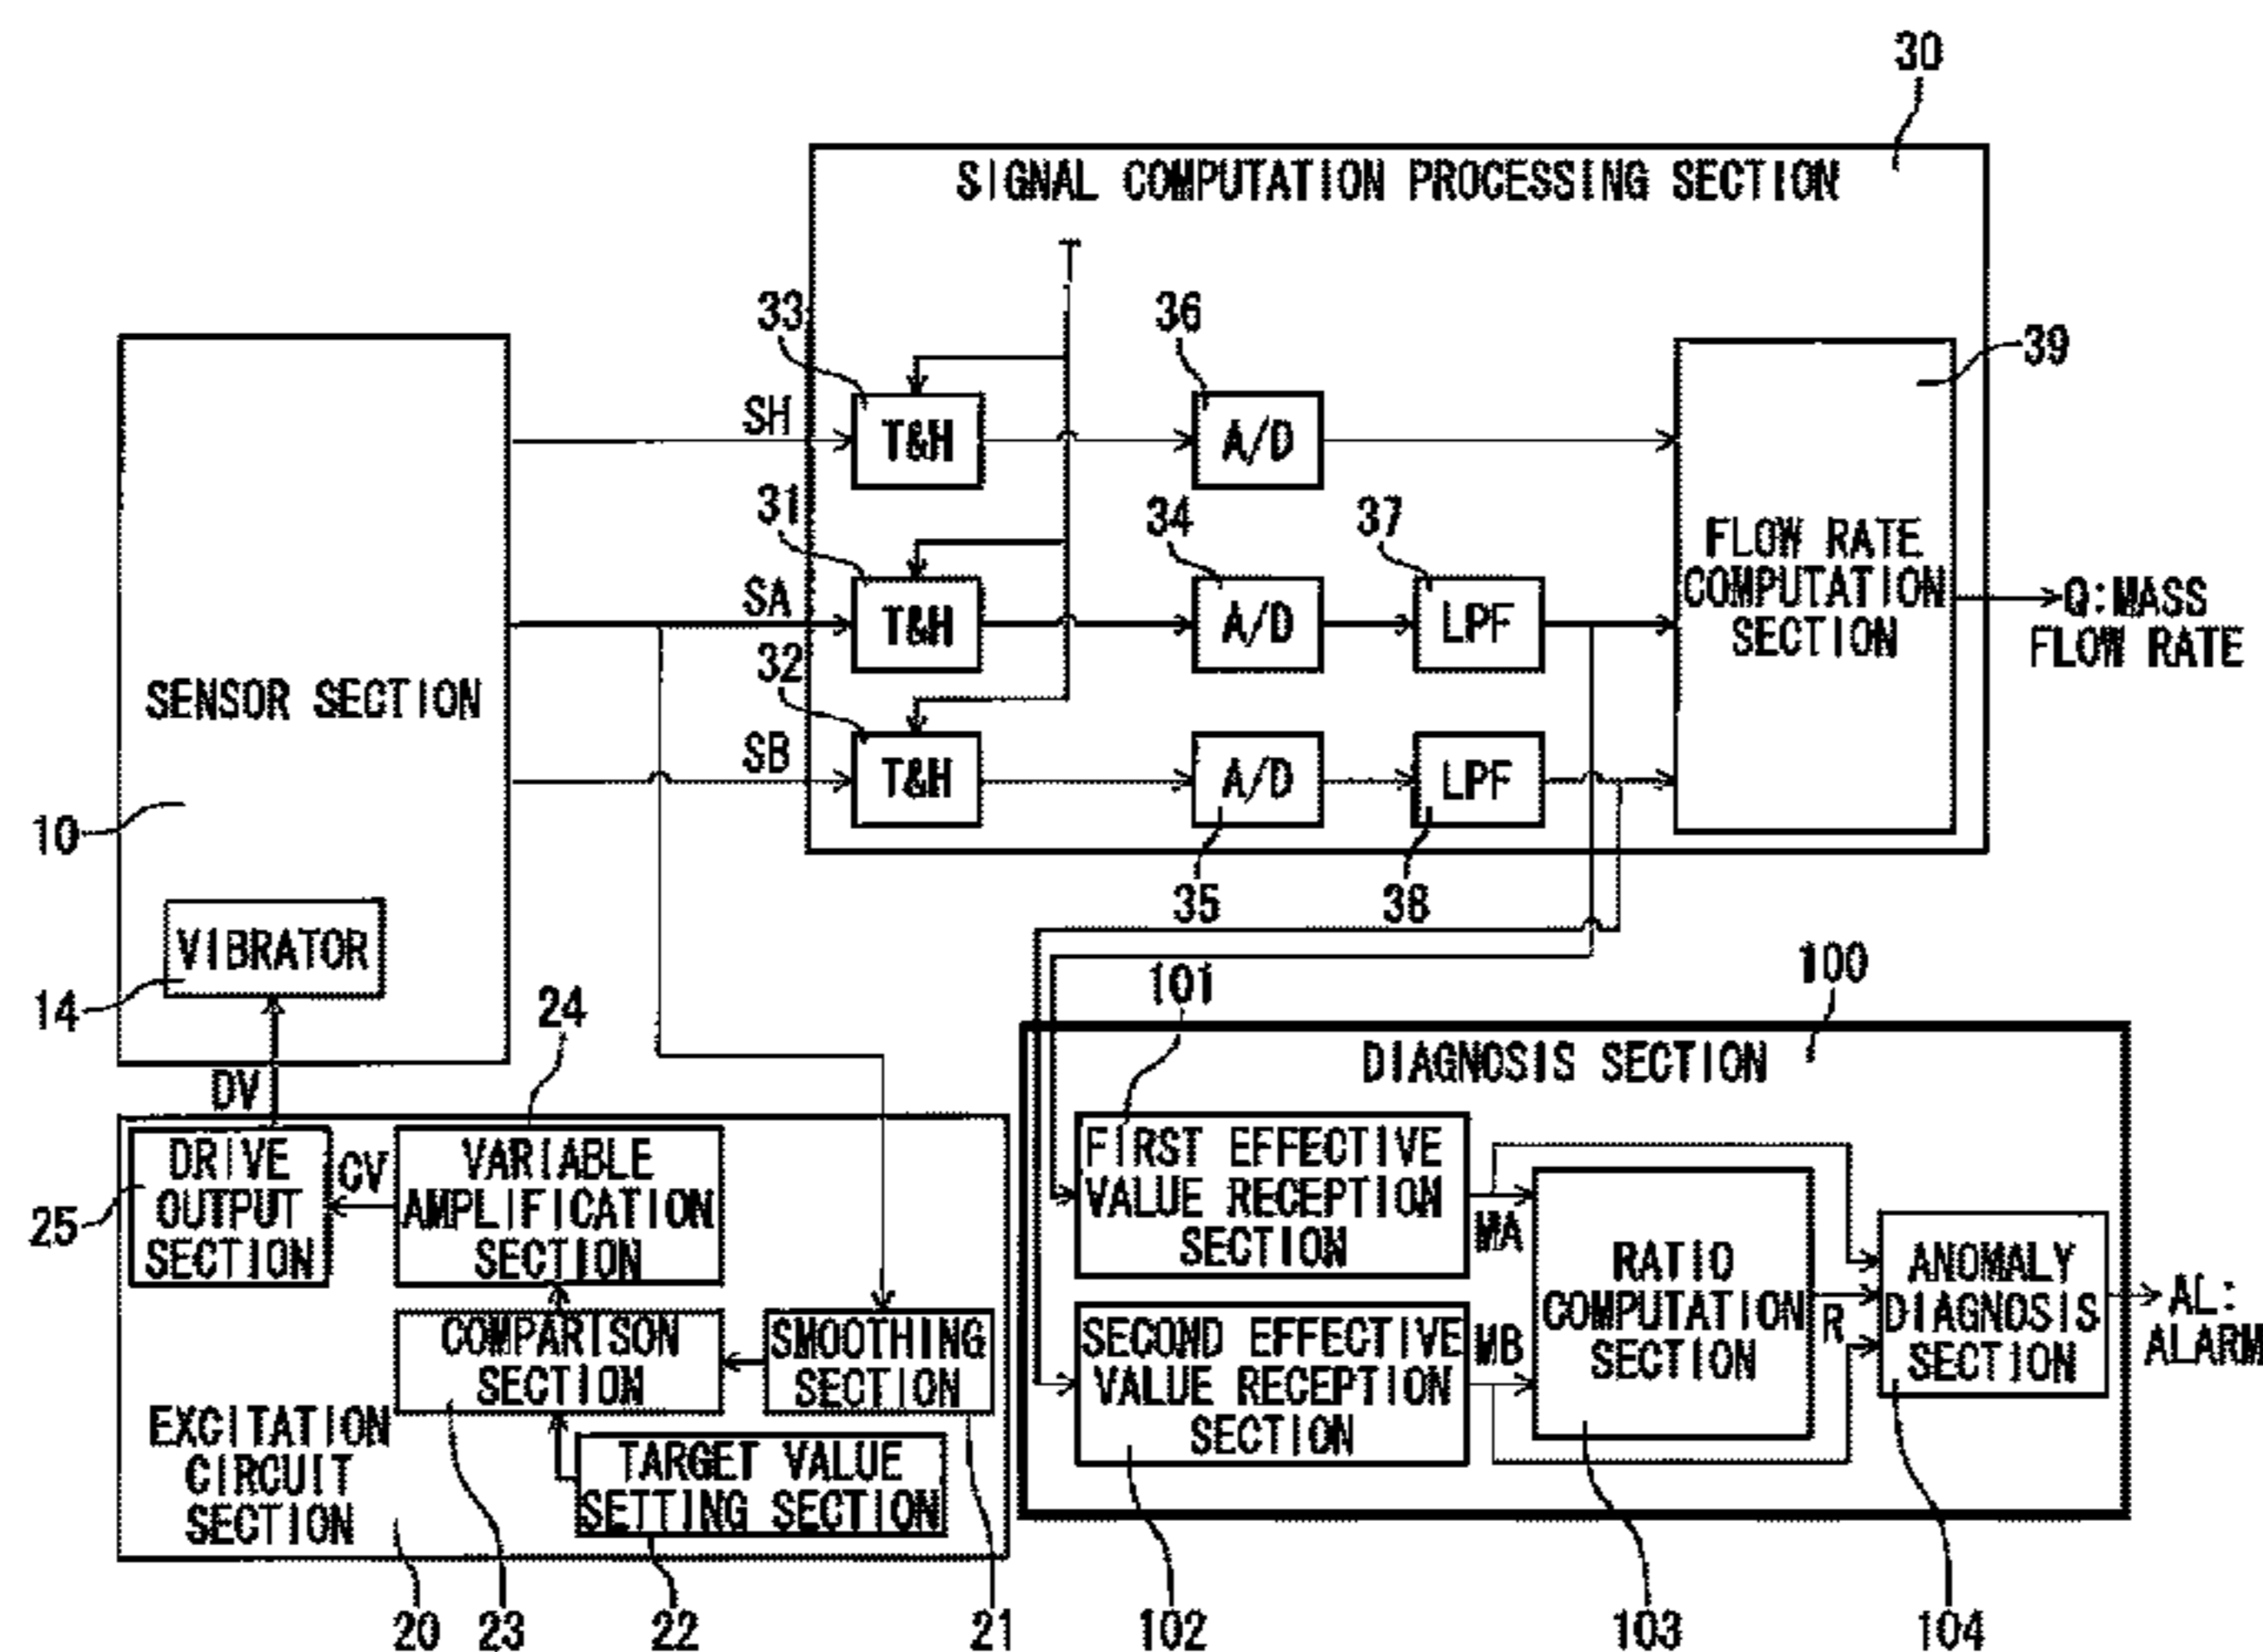 30
SIGNAL COMPUTATION PROCESSING SECTION
T
33
36
39
SH
T&H
A/D
31
34
37
FLOW RATE
COMPUTATION
SECTION
SA
T&H
A/D
LPF
Q:MASS
FLOW RATE
32
SENSOR SECTION
SB
T&H
A/D
LPF
10
35
38
VIBRATOR
14
24
101
100
DIAGNOSIS SECTION
DV
DRIVE
OUTPUT
SECTION
CV
VARIABLE
AMPLIFICATION
SECTION
25
FIRST EFFECTIVE
VALUE RECEPTION
SECTION
MA
RATIO
COMPUTATION
SECTION
R
ANOMALY
DIAGNOSIS
SECTION
AL:
ALARM
COMPARISON
SECTION
SMOOTHING
SECTION
SECOND EFFECTIVE
VALUE RECEPTION
SECTION
MB
EXCITATION
CIRCUIT
SECTION
TARGET VALUE
SETTING SECTION
20
23
22
21
102
103
104